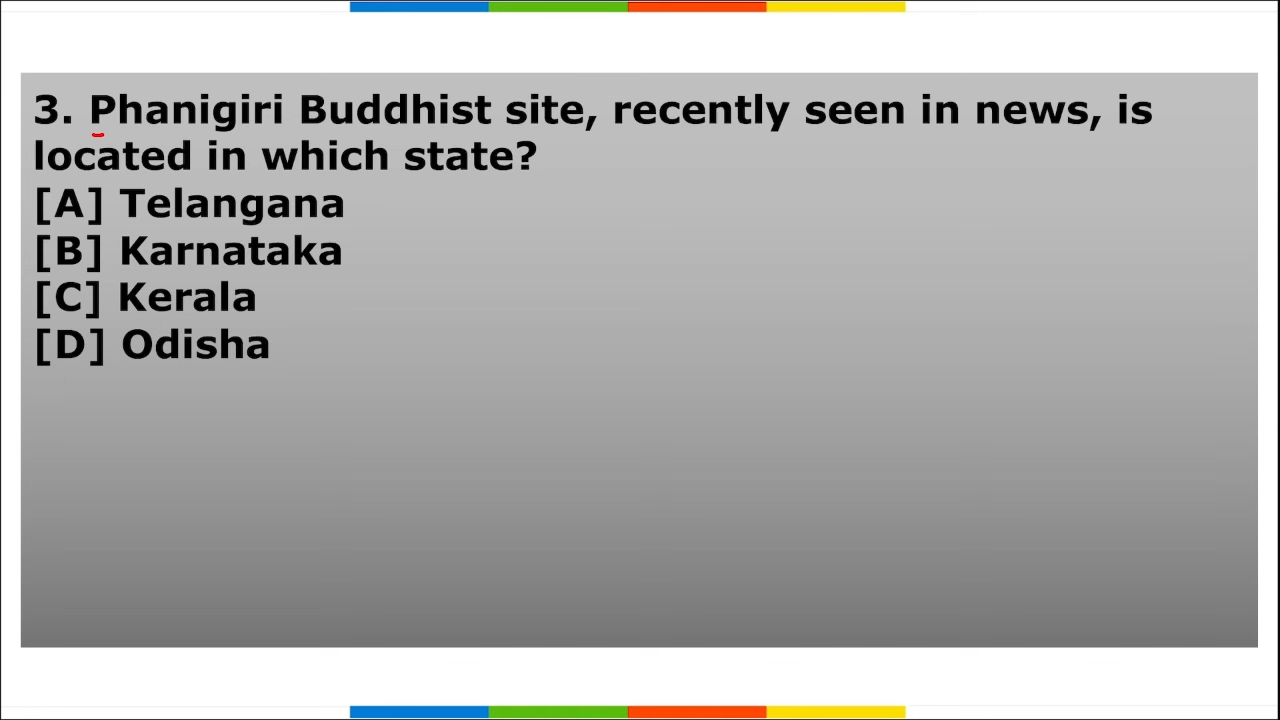 3. Phanigiri Buddhist site, recently seen in news, is
located in which state?
[A] Telangana
[B] Karnataka
[C] Kerala
[D] Odisha